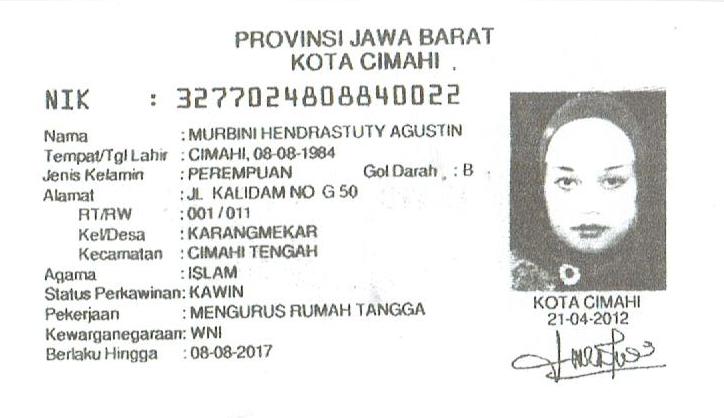 PROVINSI JAWA BARAT
KOTA CIMAHI
NIK : 3277024808840022
Nama : MURBINI HENDRASTUTY AGUSTIN
Tempat/Tgl Lahir : CIMAHI, 08-08-1984
Jenis Kelamin : PEREMPUAN Gol Darah : B
Alamat : JL KALIDAM NO G 50
RT/RW : 001 / 011
Kel/Desa : KARANGMEKAR
Kecamatan : CIMAHI TENGAH
Agama : ISLAM
Status Perkawinan: KAWIN
Pekerjaan : MENGURUS RUMAH TANGGA
Kewarganegaraan: WNI
Berlaku Hingga : 08-08-2017
KOTA CIMAHI
21-04-2012